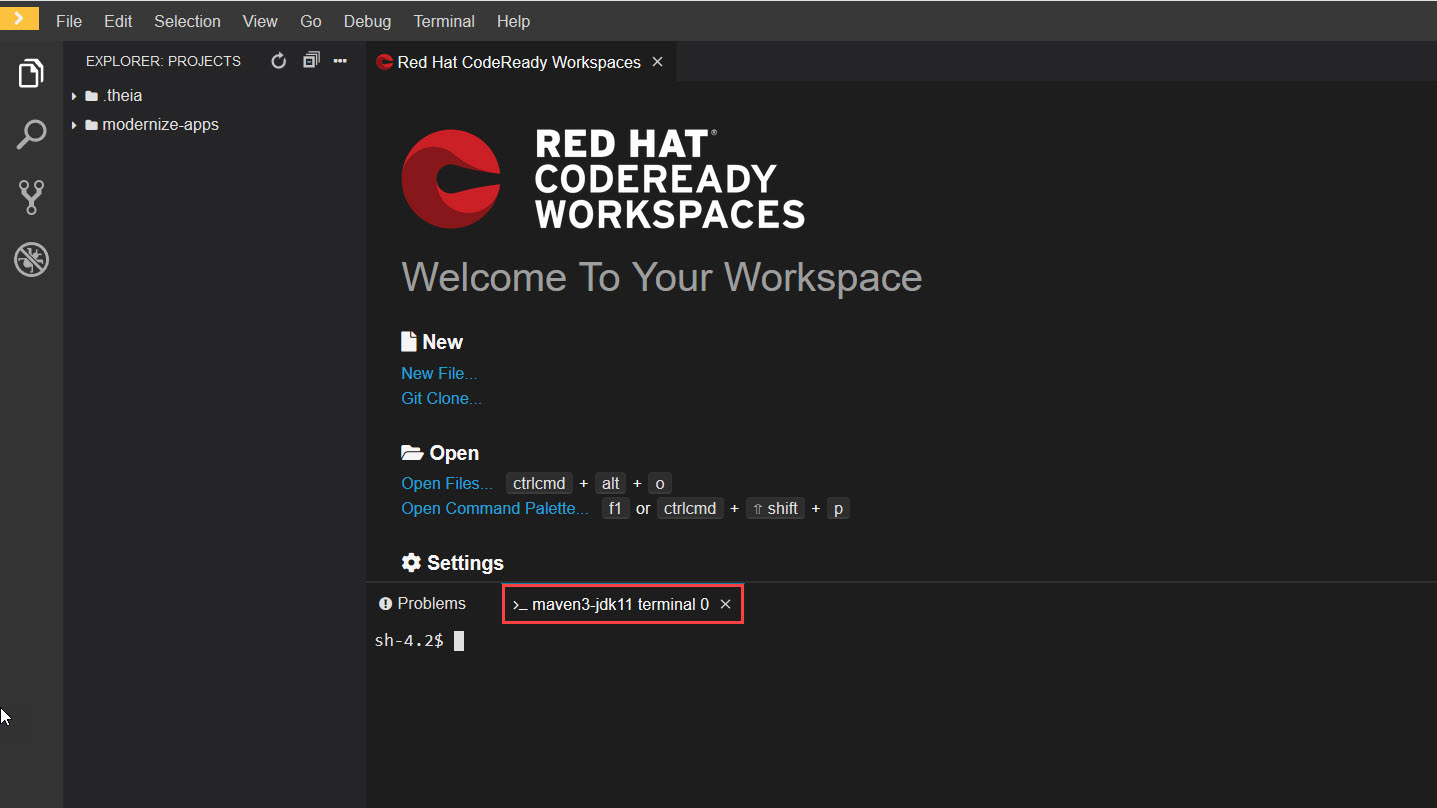 File Edit Selection View Go Debug Terminal Help
EXPLORER: PROJECTS
.theia
modernize-apps
Red Hat CodeReady Workspaces
RED HAT®
CODEREADY
WORKSPACES
Welcome To Your Workspace
New
New File...
Git Clone...
Open
Open Files... ctrlcmd + alt + o
Open Command Palette... f1 or ctrlcmd + ⇧ shift + p
Settings
Problems >_ maven3-jdk11 terminal 0
sh-4.2$